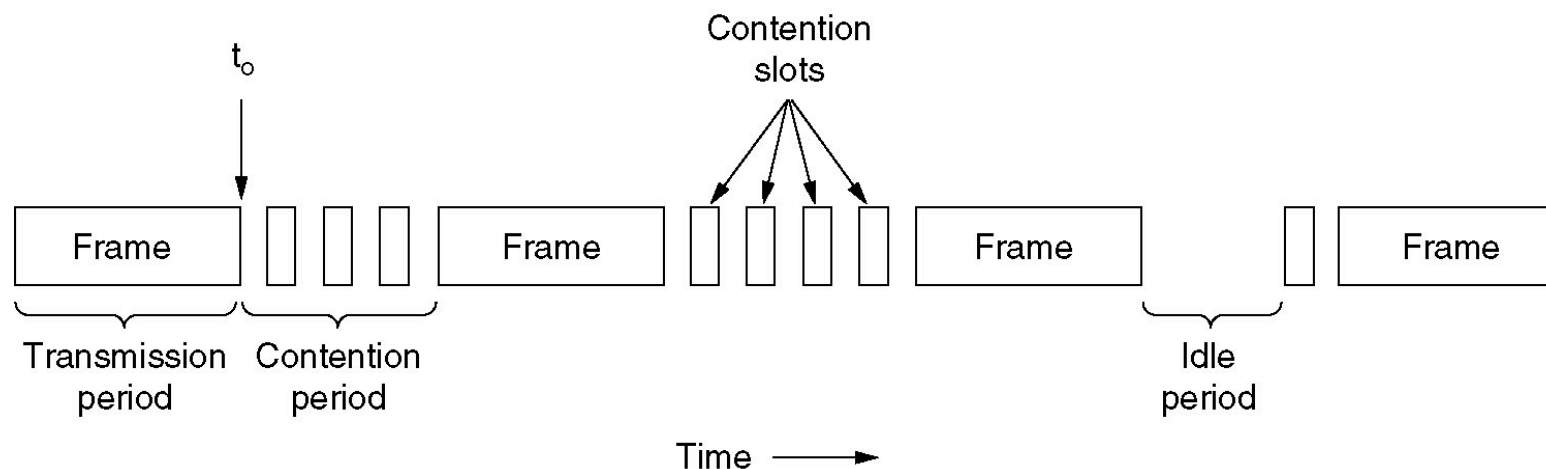 Contention
slots
t₀
Frame
Frame
Frame
Frame
Transmission
period
Contention
period
Idle
period
Time